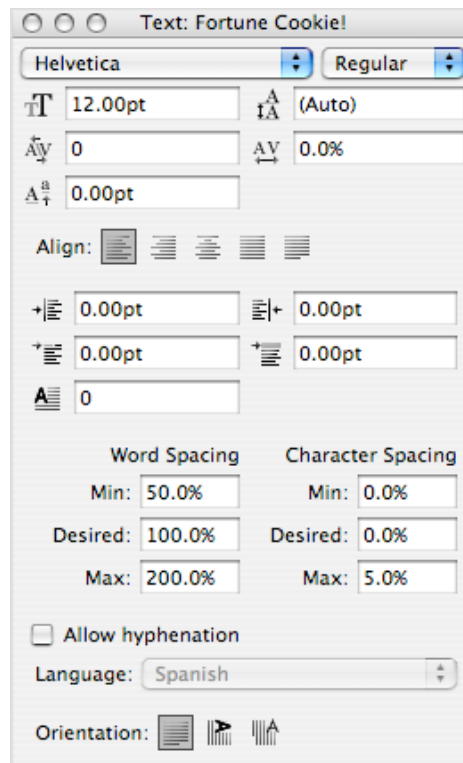 Text: Fortune Cookie!
Helvetica Regular
12.00pt (Auto)
0 0.0%
0.00pt
Align:
0.00pt 0.00pt
0.00pt 0.00pt
0
Word Spacing Character Spacing
Min: 50.0% Min: 0.0%
Desired: 100.0% Desired: 0.0%
Max: 200.0% Max: 5.0%
Allow hyphenation
Language: Spanish
Orientation: